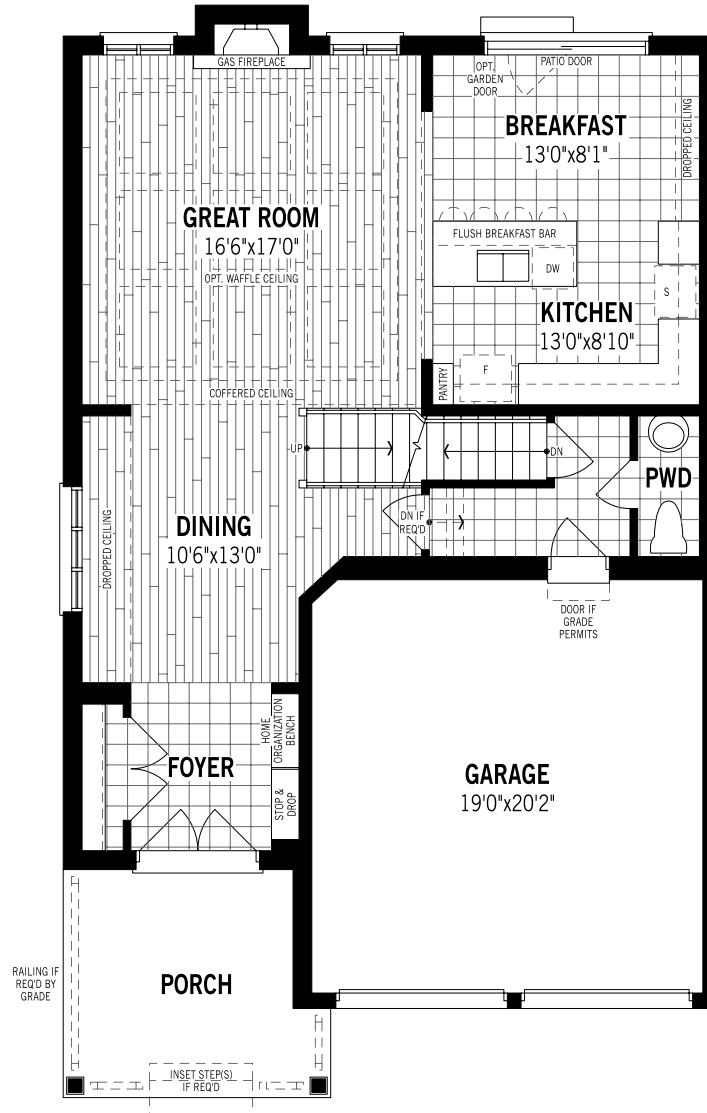 GAS FIREPLACE
OPT.
GARDEN
DOOR
PATIO DOOR
BREAKFAST
13'0"x8'1"
DROPPED CEILING
GREAT ROOM
16'6"x17'0"
OPT. WAFFLE CEILING
FLUSH BREAKFAST BAR
DW
S
KITCHEN
13'0"x8'10"
PANTRY
F
COFFERED CEILING
UP
DN
PWD
DN IF
REQ'D
DINING
10'6"x13'0"
DROPPED CEILING
DOOR IF
GRADE
PERMITS
HOME
ORGANIZATION
BENCH
FOYER
STOP &
DROP
GARAGE
19'0"x20'2"
RAILING IF
REQ'D BY
GRADE
PORCH
INSET STEP(S)
IF REQ'D